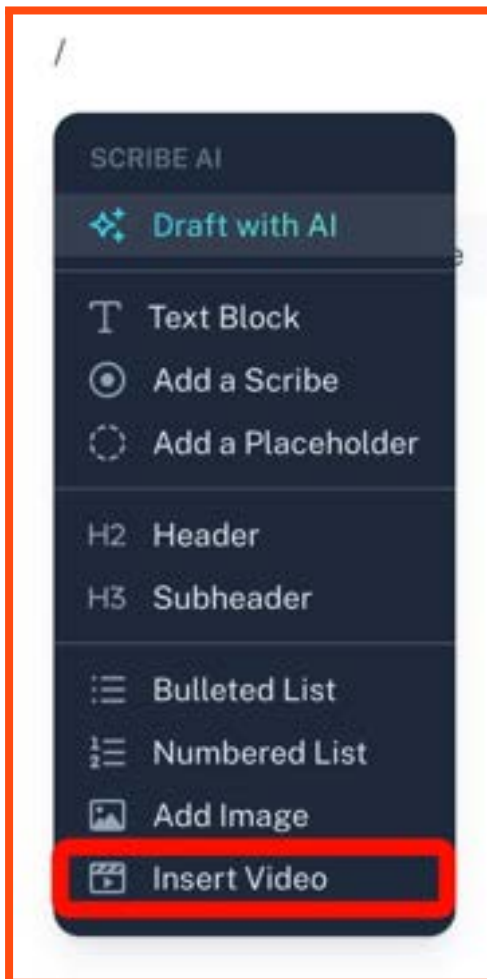 /
SCRIBE AI
Draft with AI
Text Block
Add a Scribe
Add a Placeholder
H2 Header
H3 Subheader
Bulleted List
Numbered List
Add Image
Insert Video